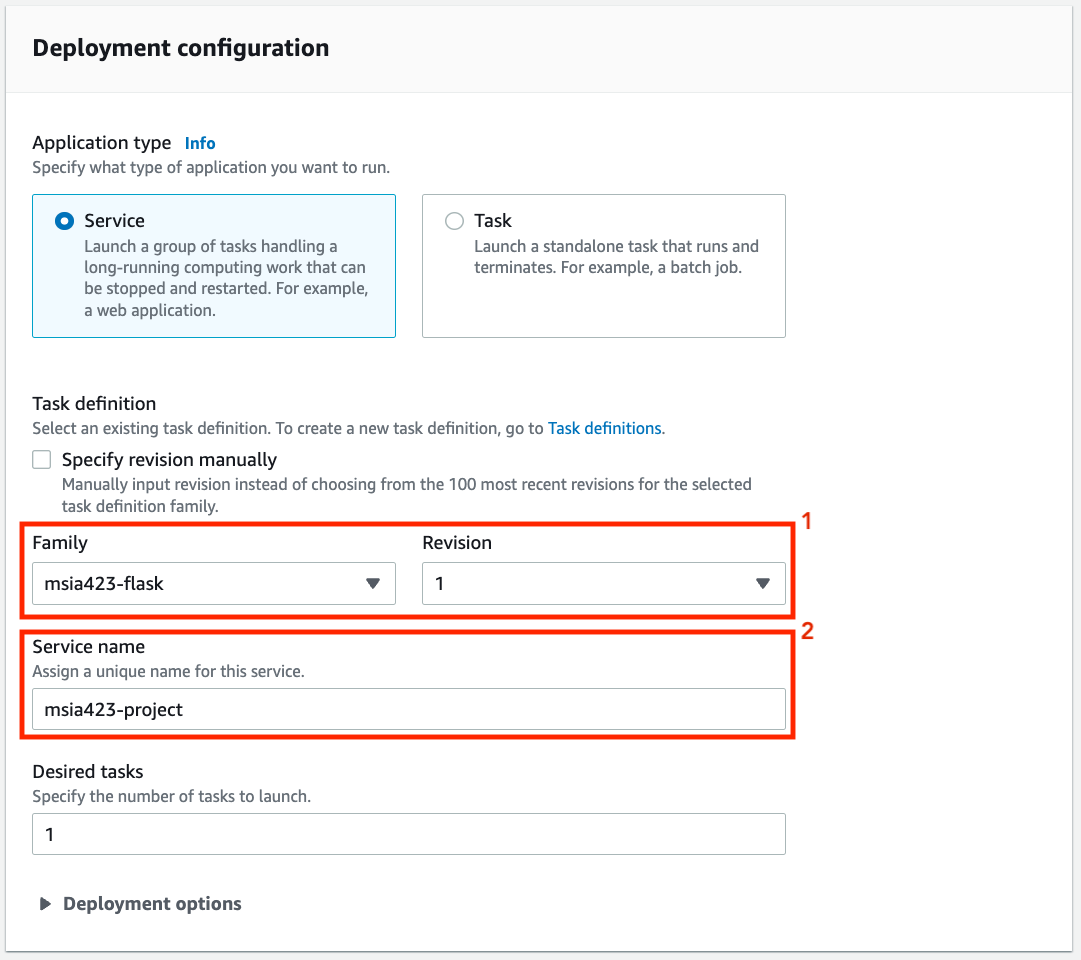 Deployment configuration
Application type Info
Specify what type of application you want to run.
Service
Launch a group of tasks handling a
long-running computing work that can
be stopped and restarted. For example,
a web application.
Task
Launch a standalone task that runs and
terminates. For example, a batch job.
Task definition
Select an existing task definition. To create a new task definition, go to Task definitions.
Specify revision manually
Manually input revision instead of choosing from the 100 most recent revisions for the selected
task definition family.
1
Family
msia423-flask
Revision
1
2
Service name
Assign a unique name for this service.
msia423-project
Desired tasks
Specify the number of tasks to launch.
1
Deployment options